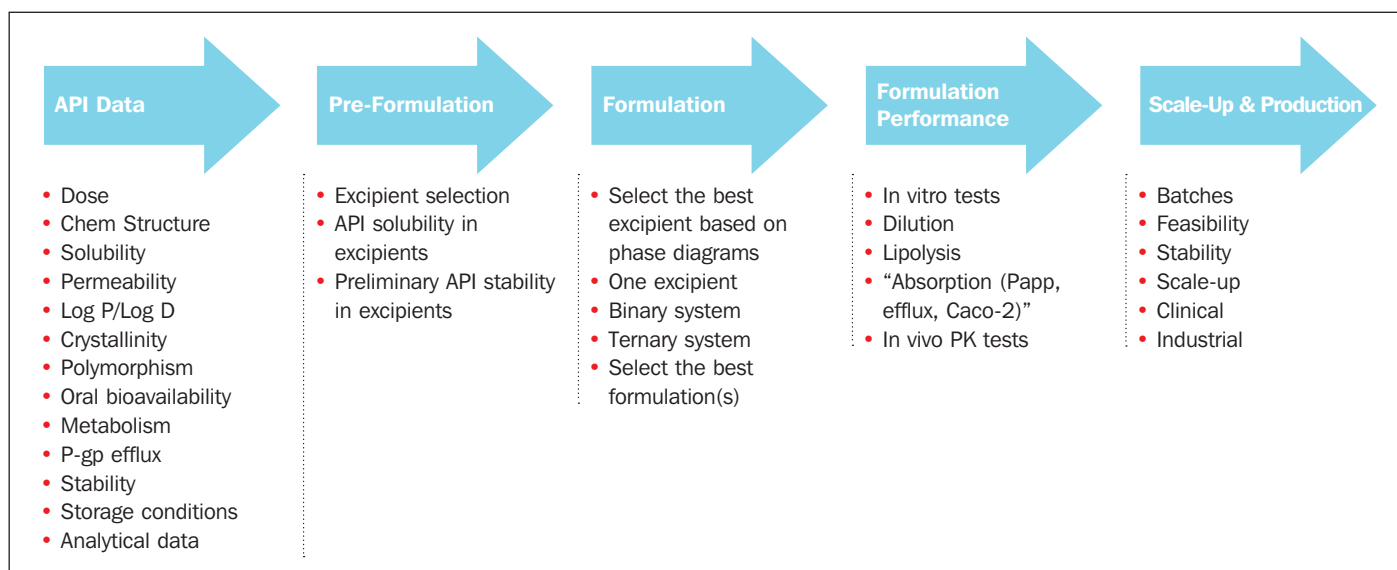 API Data
• Dose
• Chem Structure
• Solubility
• Permeability
• Log P/Log D
• Crystallinity
• Polymorphism
• Oral bioavailability
• Metabolism
• P-gp efflux
• Stability
• Storage conditions
• Analytical data
Pre-Formulation
• Excipient selection
• API solubility in
excipients
• Preliminary API stability
in excipients
Formulation
• Select the best
excipient based on
phase diagrams
• One excipient
• Binary system
• Ternary system
• Select the best
formulation(s)
Formulation
Performance
• In vitro tests
• Dilution
• Lipolysis
• “Absorption (Papp,
efflux, Caco-2)”
• In vivo PK tests
Scale-Up & Production
• Batches
• Feasibility
• Stability
• Scale-up
• Clinical
• Industrial